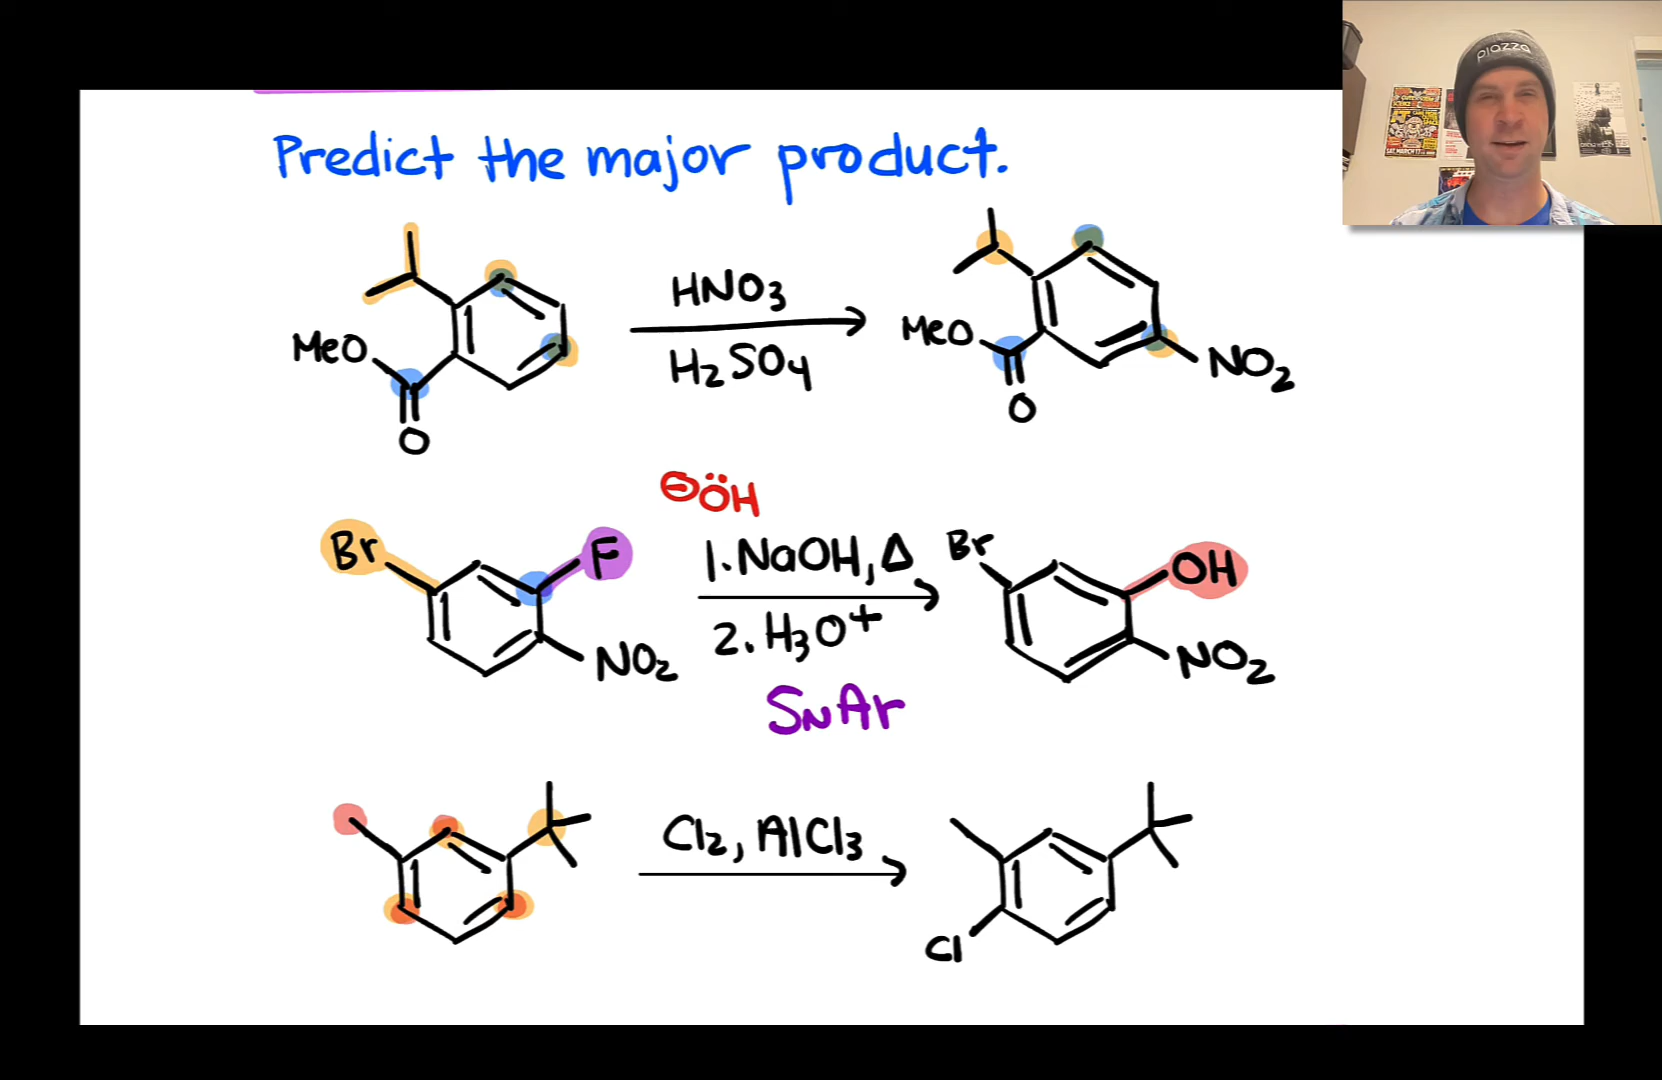 piazza
Predict the major product.
HNO3
H2SO4
MeO
O
MeO
O
NO2
⊖ÖH
Br
F
NO2
1. NaOH, Δ
2. H3O+
SNAr
Br
OH
NO2
Cl2, AlCl3
Cl